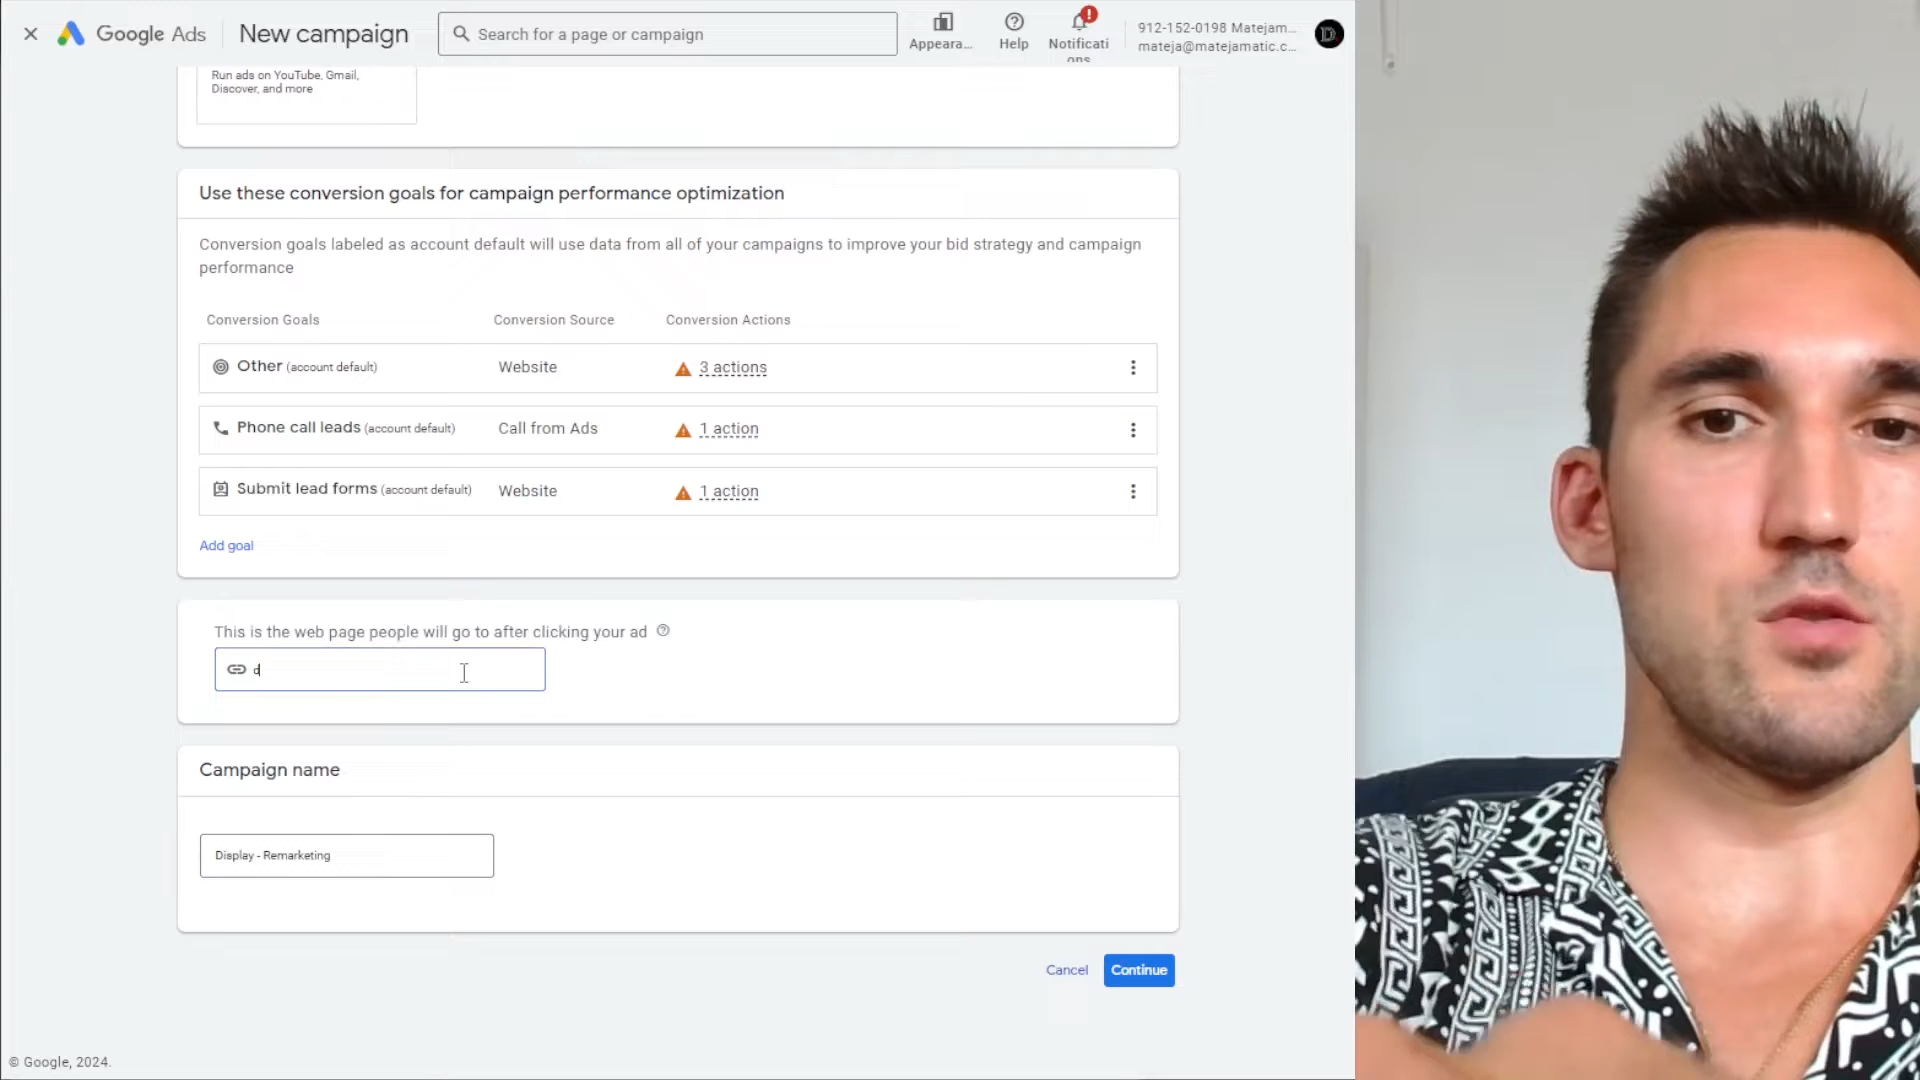 Google Ads
New campaign
Search for a page or campaign
Appeara...
Help
Notificati
ons
912-152-0198 Matejam...
mateja@matejamatic.c...
D.
Run ads on YouTube, Gmail,
Discover, and more
Use these conversion goals for campaign performance optimization
Conversion goals labeled as account default will use data from all of your campaigns to improve your bid strategy and campaign
performance
Conversion Goals
Conversion Source
Conversion Actions
Other (account default)
Website
3 actions
Phone call leads (account default)
Call from Ads
1 action
Submit lead forms (account default)
Website
1 action
Add goal
This is the web page people will go to after clicking your ad
d
Campaign name
Display - Remarketing
Cancel
Continue
© Google, 2024.